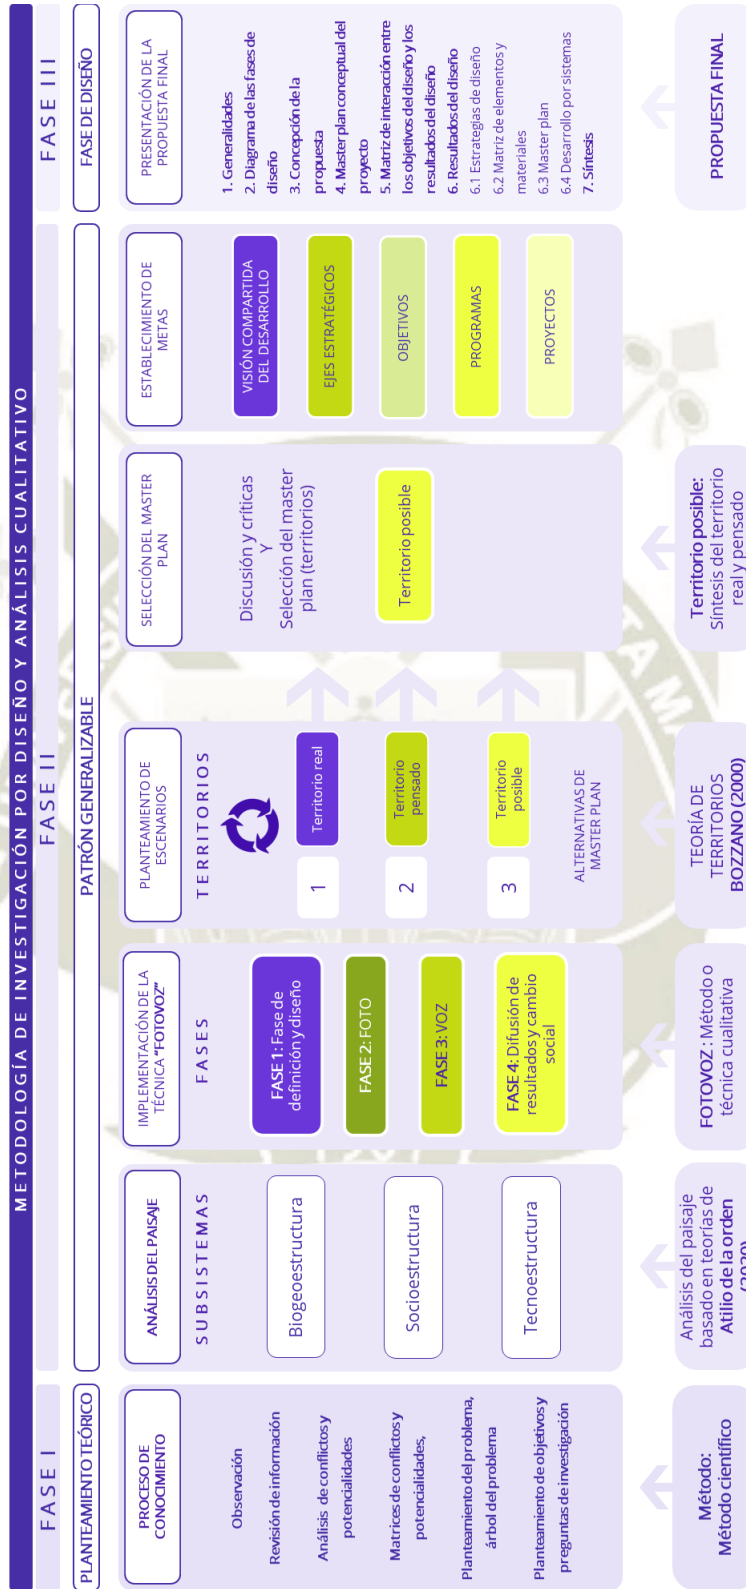 METODOLOGÍA DE INVESTIGACIÓN POR DISEÑO Y ANÁLISIS CUALITATIVO
FASE I
PLANTEAMIENTO TEÓRICO
PROCESO DE
CONOCIMIENTO
Observación
Revisión de información
Análisis de conflictos y
potencialidades
Matrices de conflictos y
potencialidades,
Planteamiento del problema,
árbol del problema
Planteamiento de objetivos y
preguntas de investigación
Método:
Método científico
FASE II
PATRÓN GENERALIZABLE
ANÁLISIS DEL PAISAJE
SUBSISTEMAS
Biogeoestructura
Socioestructura
Tecnoestructura
Análisis del paisaje
basado en teorías de
Atilio de la orden
IMPLEMENTACIÓN DE LA
TÉCNICA "FOTOVOZ"
FASES
FASE 1: Fase de
definición y diseño
FASE 2: FOTO
FASE 3: VOZ
FASE 4: Difusión de
resultados y cambio
social
FOTOVOZ : Método o
técnica cualitativa
PLANTEAMIENTO DE
ESCENARIOS
TERRITORIOS
1
Territorio real
2
Territorio
pensado
3
Territorio
posible
ALTERNATIVAS DE
MASTER PLAN
TEORÍA DE
TERRITORIOS
BOZZANO (2000)
SELECCIÓN DEL MASTER
PLAN
Discusión y críticas
Y
Selección del master
plan (territorios)
Territorio posible
Territorio posible:
Síntesis del territorio
real y pensado
ESTABLECIMIENTO DE
METAS
VISIÓN COMPARTIDA
DEL DESARROLLO
EJES ESTRATÉGICOS
OBJETIVOS
PROGRAMAS
PROYECTOS
FASE III
FASE DE DISEÑO
PRESENTACIÓN DE LA
PROPUESTA FINAL
1. Generalidades
2. Diagrama de las fases de
diseño
3. Concepción de la
propuesta
4. Master plan conceptual del
proyecto
5. Matriz de interacción entre
los objetivos del diseño y los
resultados del diseño
6. Resultados del diseño
6.1 Estrategias de diseño
6.2 Matriz de elementos y
materiales
6.3 Master plan
6.4 Desarrollo por sistemas
7. Síntesis
PROPUESTA FINAL